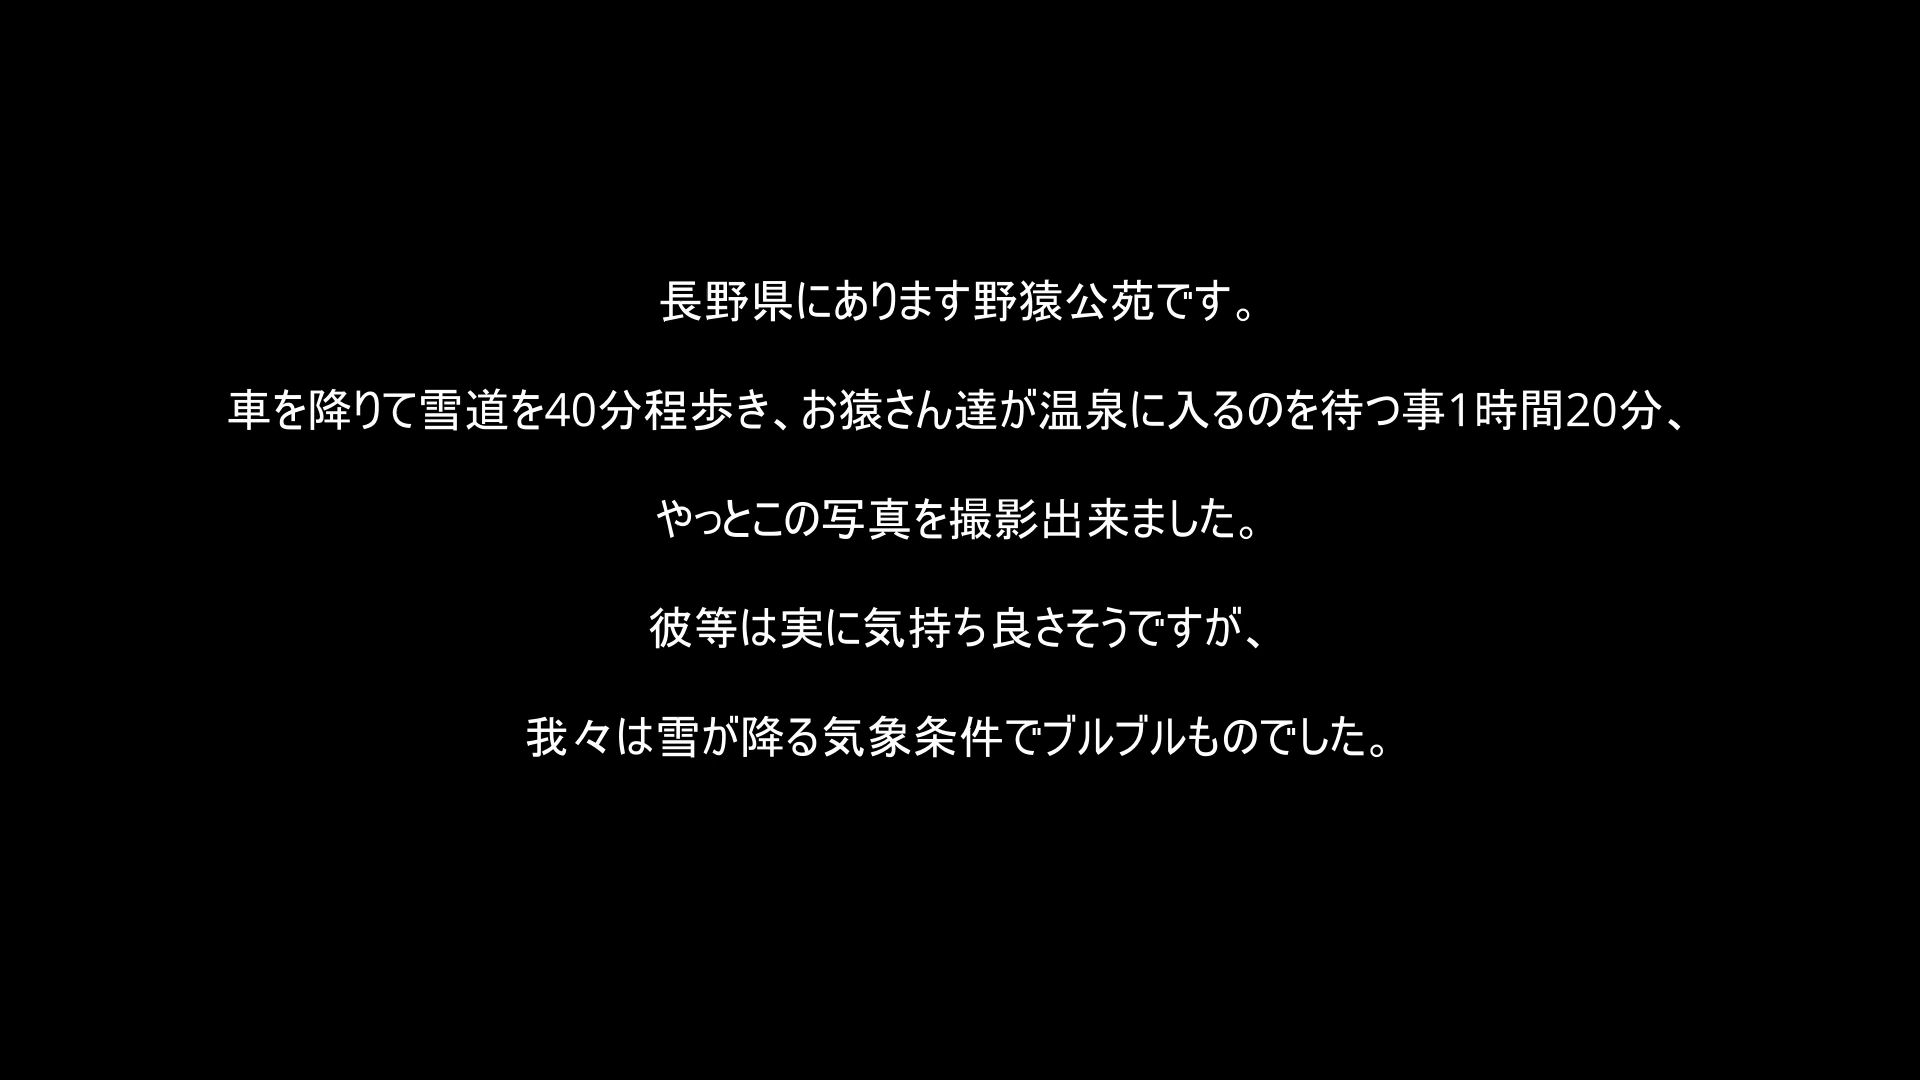 長野県にあります野猿公苑です。
車を降りて雪道を40分程歩き、お猿さん達が温泉に入るのを待つ事1時間20分、
やっとこの写真を撮影出来ました。
彼等は実に気持ち良さそうですが、
我々は雪が降る気象条件でブルブルものでした。